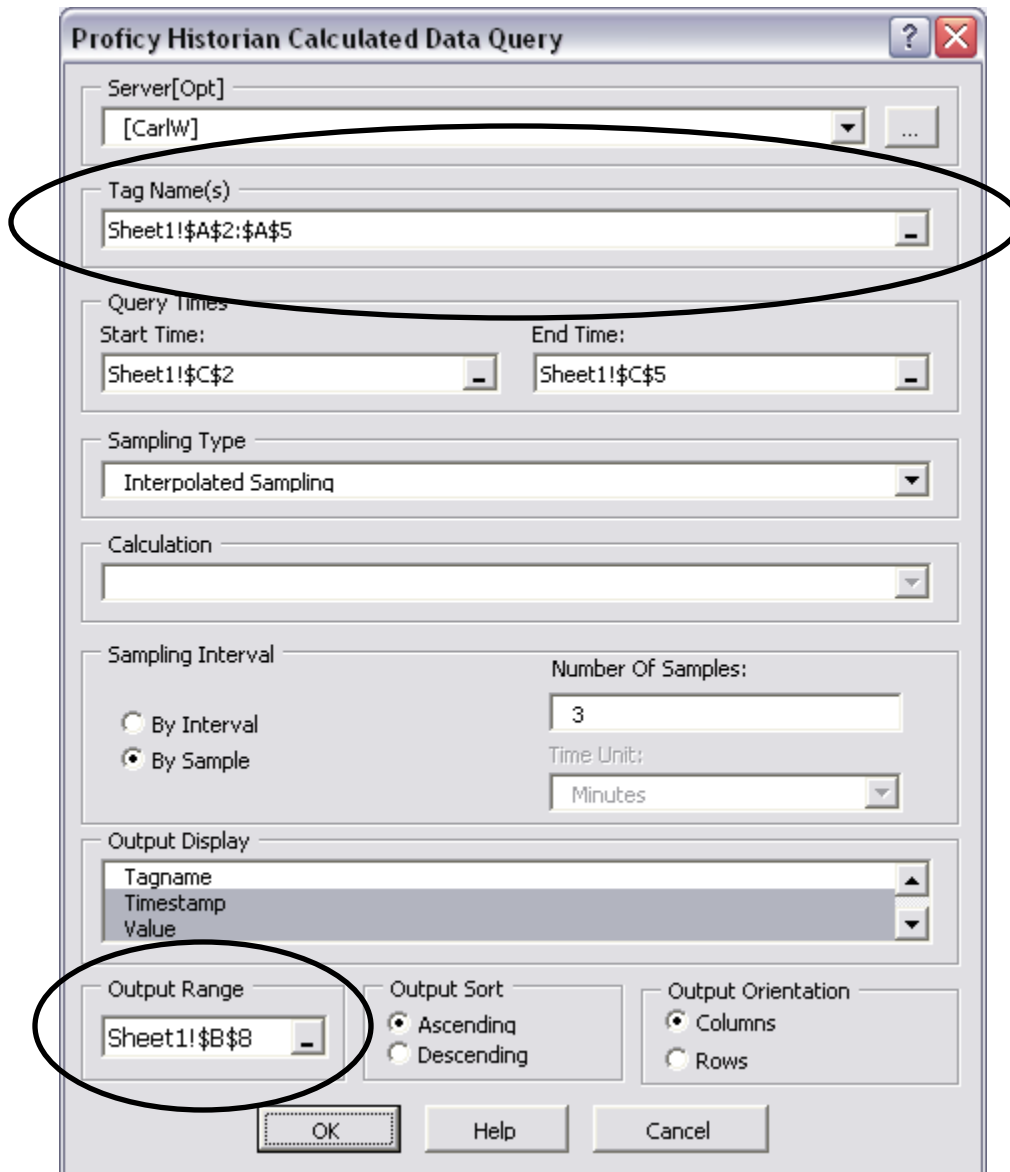 Proficy Historian Calculated Data Query
Server[Opt]
[CarlW]
...
Tag Name(s)
Sheet1!$A$2:$A$5
Query Times
Start Time:
End Time:
Sheet1!$C$2
Sheet1!$C$5
Sampling Type
Interpolated Sampling
Calculation
Sampling Interval
Number Of Samples:
By Interval
3
By Sample
Time Unit:
Minutes
Output Display
Tagname
Timestamp
Value
Output Range
Sheet1!$B$8
Output Sort
Ascending
Descending
Output Orientation
Columns
Rows
OK
Help
Cancel